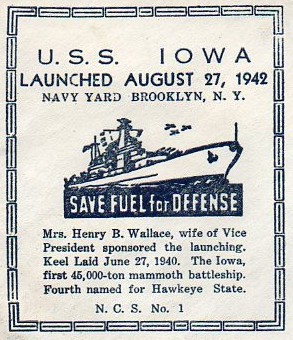 U.S.S. IOWA
LAUNCHED AUGUST 27, 1942
NAVY YARD BROOKLYN, N. Y.
SAVE FUEL for DEFENSE
Mrs. Henry B. Wallace, wife of Vice
President sponsored the launching.
Keel Laid June 27, 1940. The Iowa,
first 45,000-ton mammoth battleship.
Fourth named for Hawkeye State.
N. C. S. No. 1